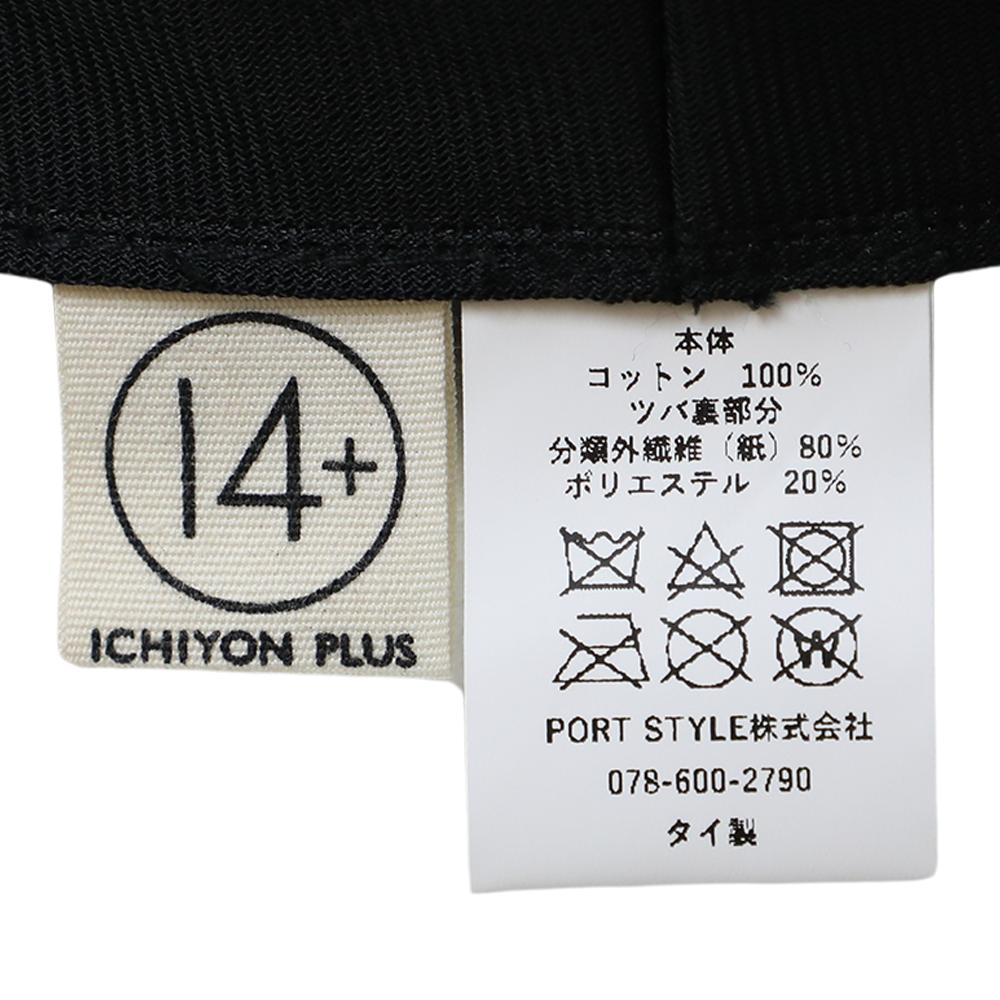 14+
ICHIYON PLUS
本体
コットン 100%
ツバ裏部分
分類外繊維（紙）80%
ポリエステル 20%
W
PORT STYLE株式会社
078-600-2790
タイ製